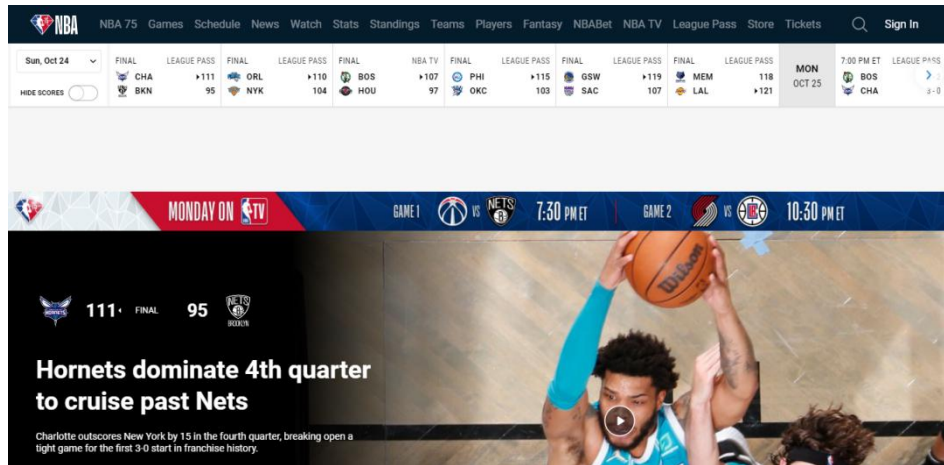 NBA
NBA 75 Games Schedule News Watch Stats Standings Teams Players Fantasy NBABet NBA TV League Pass Store Tickets Sign In
Sun, Oct 24
HIDE SCORES
FINAL LEAGUE PASS
CHA 111
BKN 95
FINAL LEAGUE PASS
ORL 110
NYK 104
FINAL NBA TV
BOS 107
HOU 97
FINAL LEAGUE PASS
PHI 115
OKC 103
FINAL LEAGUE PASS
GSW 119
SAC 107
FINAL LEAGUE PASS
MEM 118
LAL 121
MON
OCT 25
7:00 PM ET LEAGUE PASS
BOS
CHA 3-0
MONDAY ON NBA TV GAME 1 VS NETS B 7:30 PM ET GAME 2 VS 10:30 PM ET
Wilson
HORNETS 111 FINAL 95 NETS B
BROOKLYN
Hornets dominate 4th quarter
to cruise past Nets
Charlotte outscores New York by 15 in the fourth quarter, breaking open a
tight game for the first 3-0 start in franchise history.